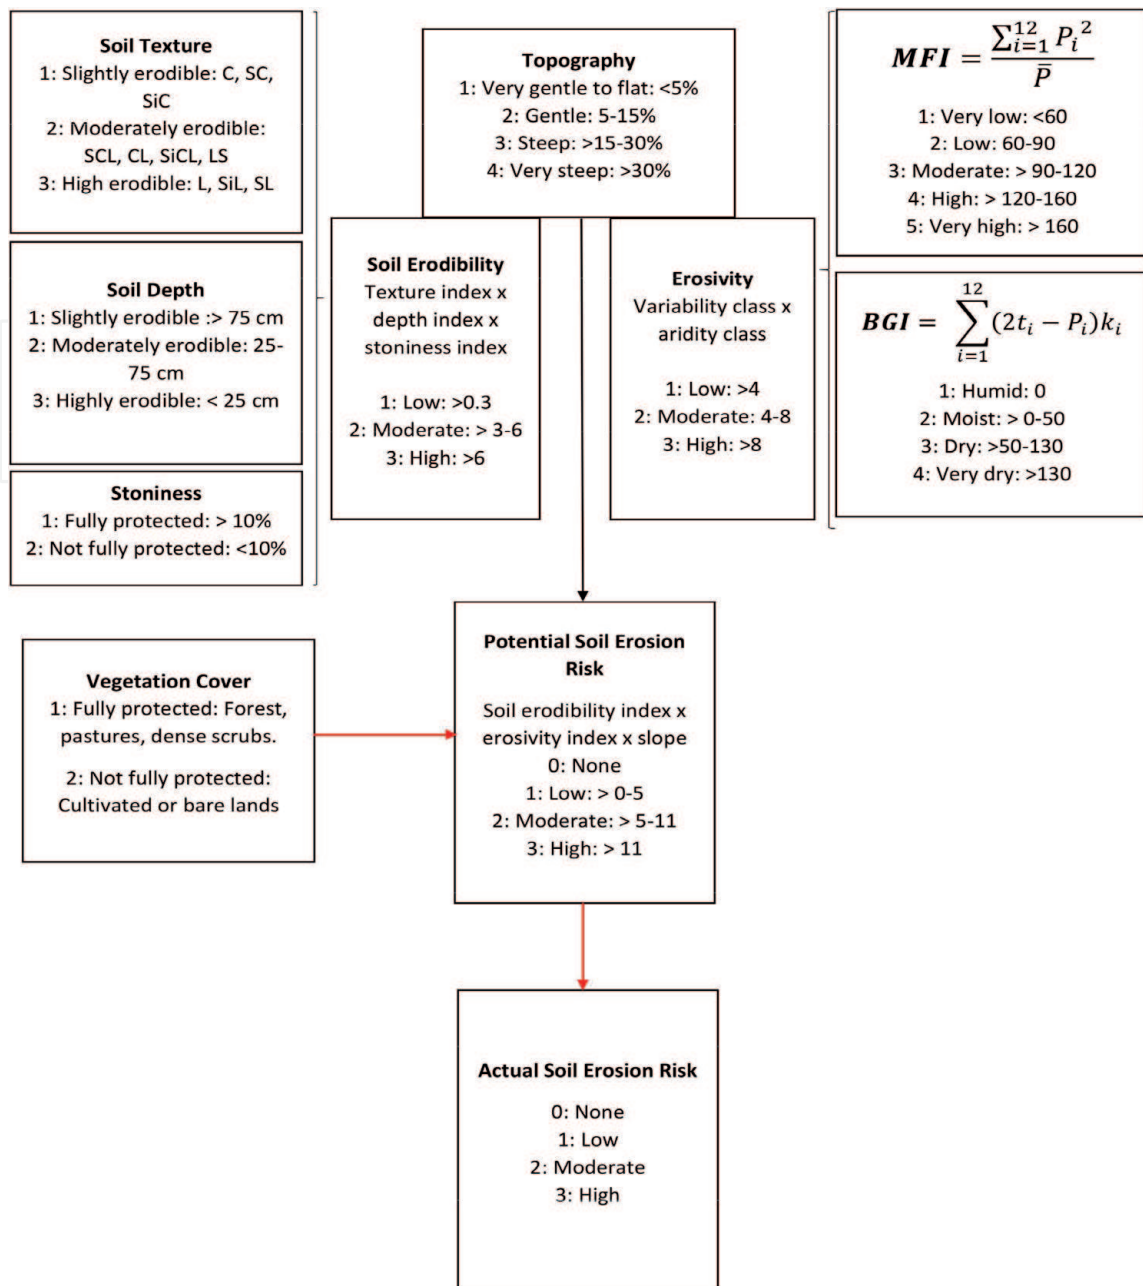 Soil Texture
1: Slightly erodible: C, SC,
SiC
2: Moderately erodible:
SCL, CL, SiCL, LS
3: High erodible: L, SiL, SL
Soil Depth
1: Slightly erodible :> 75 cm
2: Moderately erodible: 25-
75 cm
3: Highly erodible: < 25 cm
Stoniness
1: Fully protected: > 10%
2: Not fully protected: <10%
Topography
1: Very gentle to flat: <5%
2: Gentle: 5-15%
3: Steep: >15-30%
4: Very steep: >30%
Soil Erodibility
Texture index x
depth index x
stoniness index
1: Low: >0.3
2: Moderate: > 3-6
3: High: >6
Erosivity
Variability class x
aridity class
1: Low: >4
2: Moderate: 4-8
3: High: >8
MFI = \frac{\sum_{i=1}^{12} P_i^2}{\bar{P}}
1: Very low: <60
2: Low: 60-90
3: Moderate: > 90-120
4: High: > 120-160
5: Very high: > 160
BGI = \sum_{i=1}^{12} (2t_i − P_i)k_i
1: Humid: 0
2: Moist: > 0-50
3: Dry: >50-130
4: Very dry: >130
Vegetation Cover
1: Fully protected: Forest,
pastures, dense scrubs.
2: Not fully protected:
Cultivated or bare lands
Potential Soil Erosion
Risk
Soil erodibility index x
erosivity index x slope
0: None
1: Low: > 0-5
2: Moderate: > 5-11
3: High: > 11
Actual Soil Erosion Risk
0: None
1: Low
2: Moderate
3: High